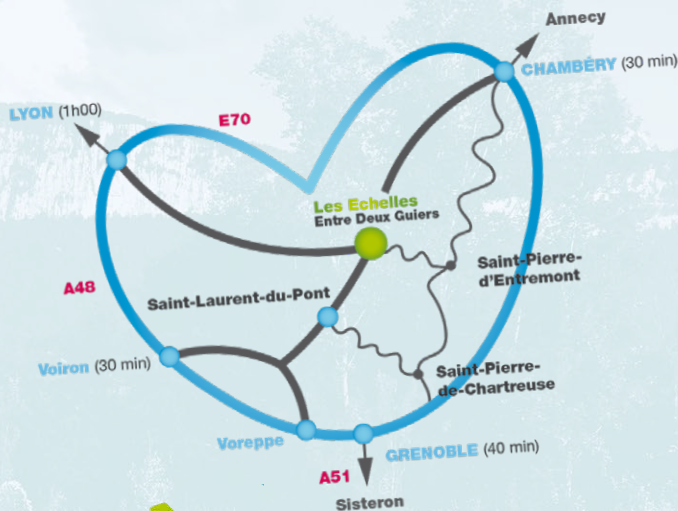 Annecy
CHAMBÉRY (30 min)
LYON (1h00)
E70
Les Echelles
Entre Deux Guiers
Saint-Pierre-
d'Entremont
A48
Saint-Laurent-du-Pont
Voiron (30 min)
Saint-Pierre-
de-Chartreuse
Voreppe
GRENOBLE (40 min)
A51
Sisteron